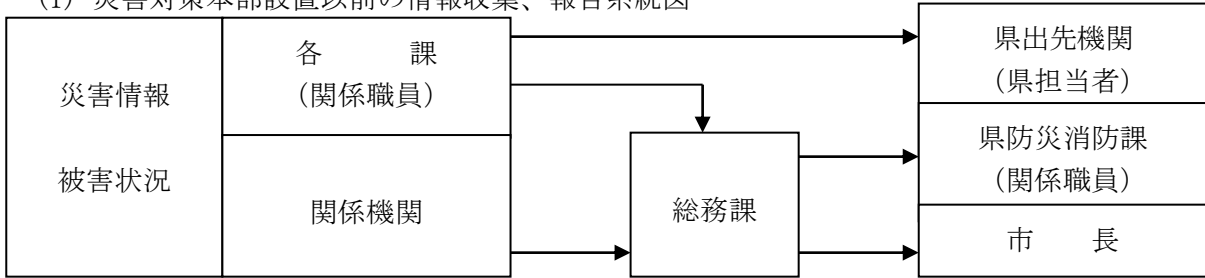 (1) 災害対策本部設置以前の情報収集、報告系統図
災害情報
被害状況
各　　課
（関係職員）
関係機関
総務課
県出先機関
（県担当者）
県防災消防課
（関係職員）
市　　長